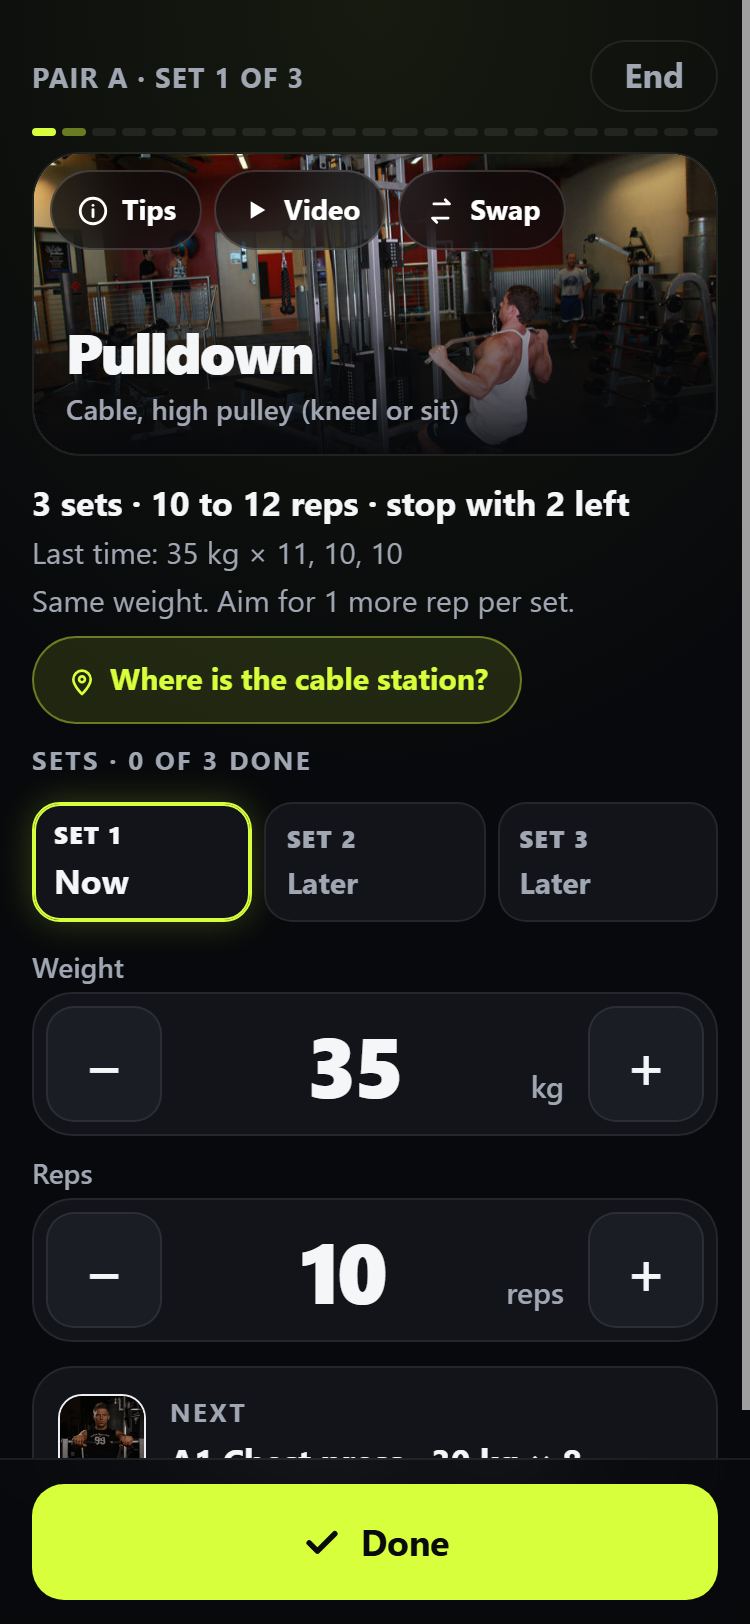 PAIR A · SET 1 OF 3
End
Tips
Video
Swap
Pulldown
Cable, high pulley (kneel or sit)
3 sets · 10 to 12 reps · stop with 2 left
Last time: 35 kg × 11, 10, 10
Same weight. Aim for 1 more rep per set.
Where is the cable station?
SETS · 0 OF 3 DONE
SET 1
Now
SET 2
Later
SET 3
Later
Weight
− 35 kg +
Reps
− 10 reps +
NEXT
A1 Chest press
Done